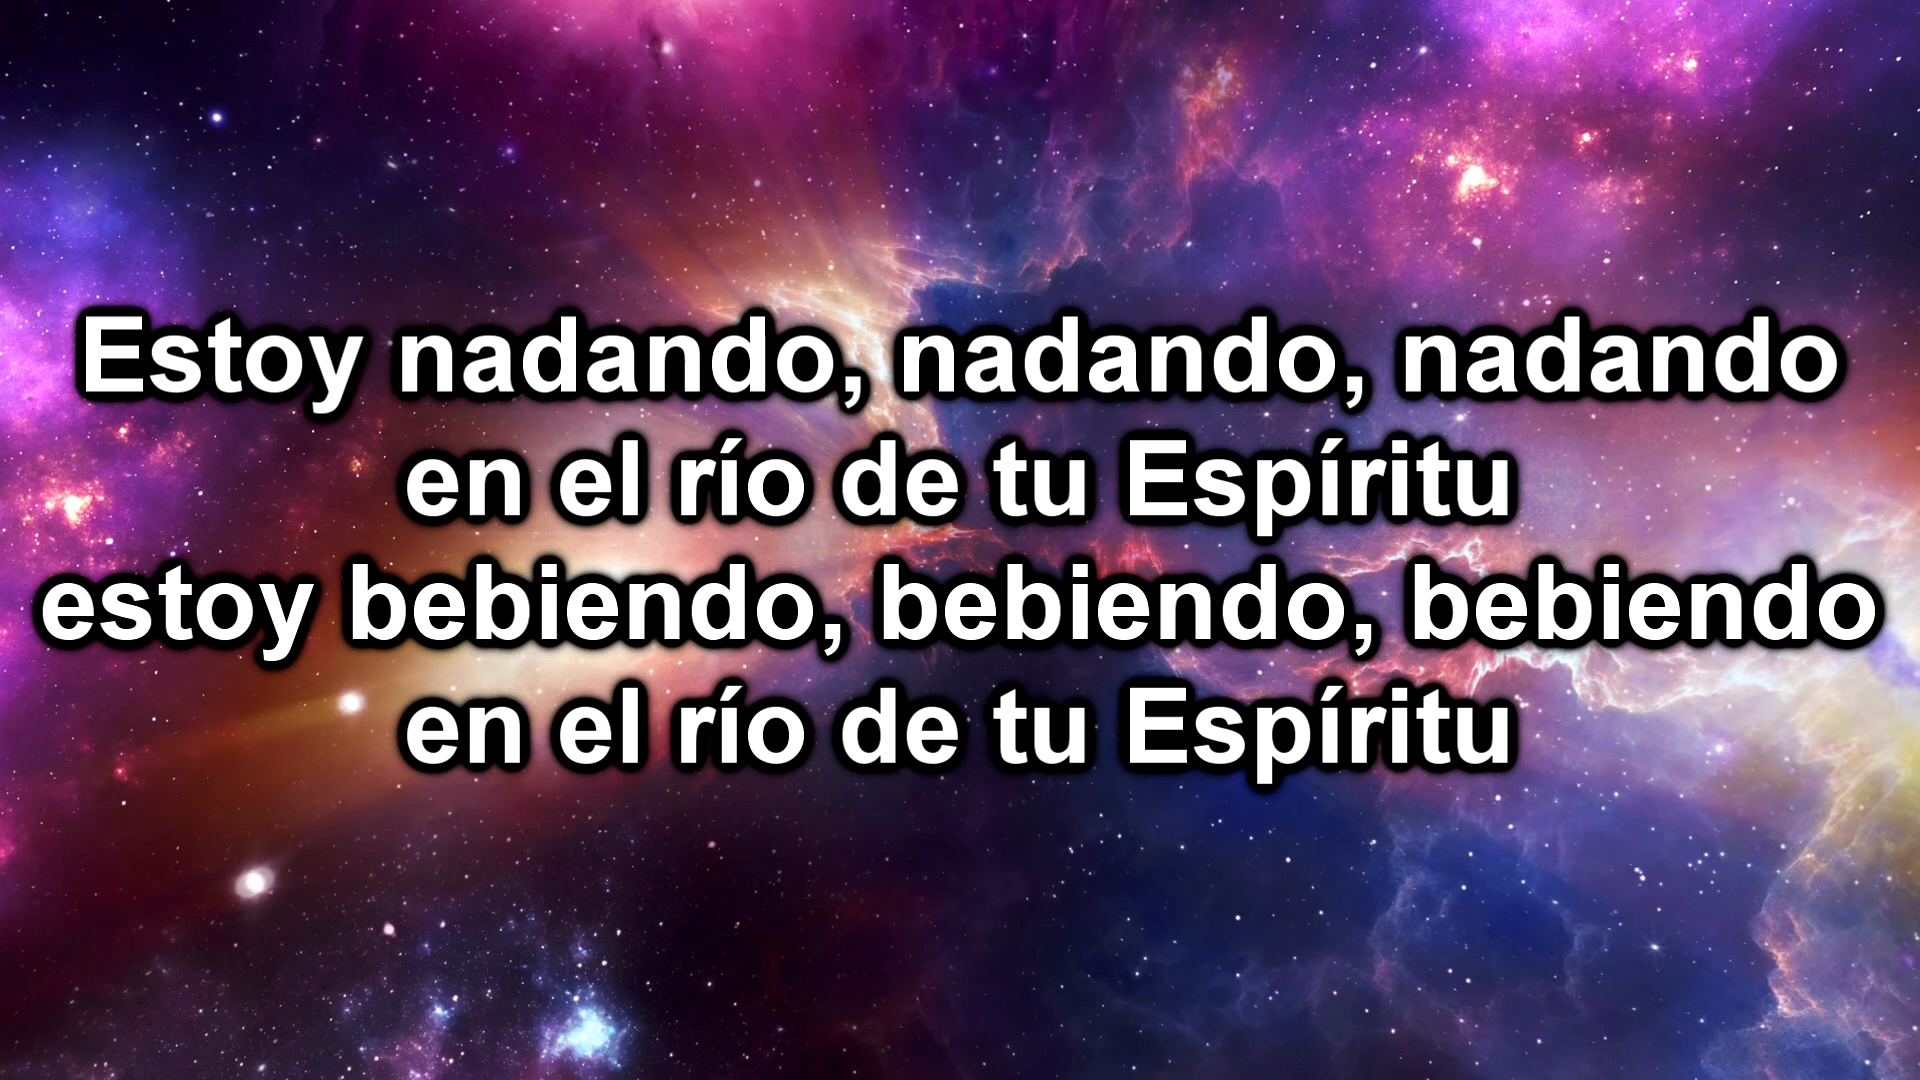 Estoy nadando, nadando, nadando
en el río de tu Espíritu
estoy bebiendo, bebiendo, bebiendo
en el río de tu Espíritu